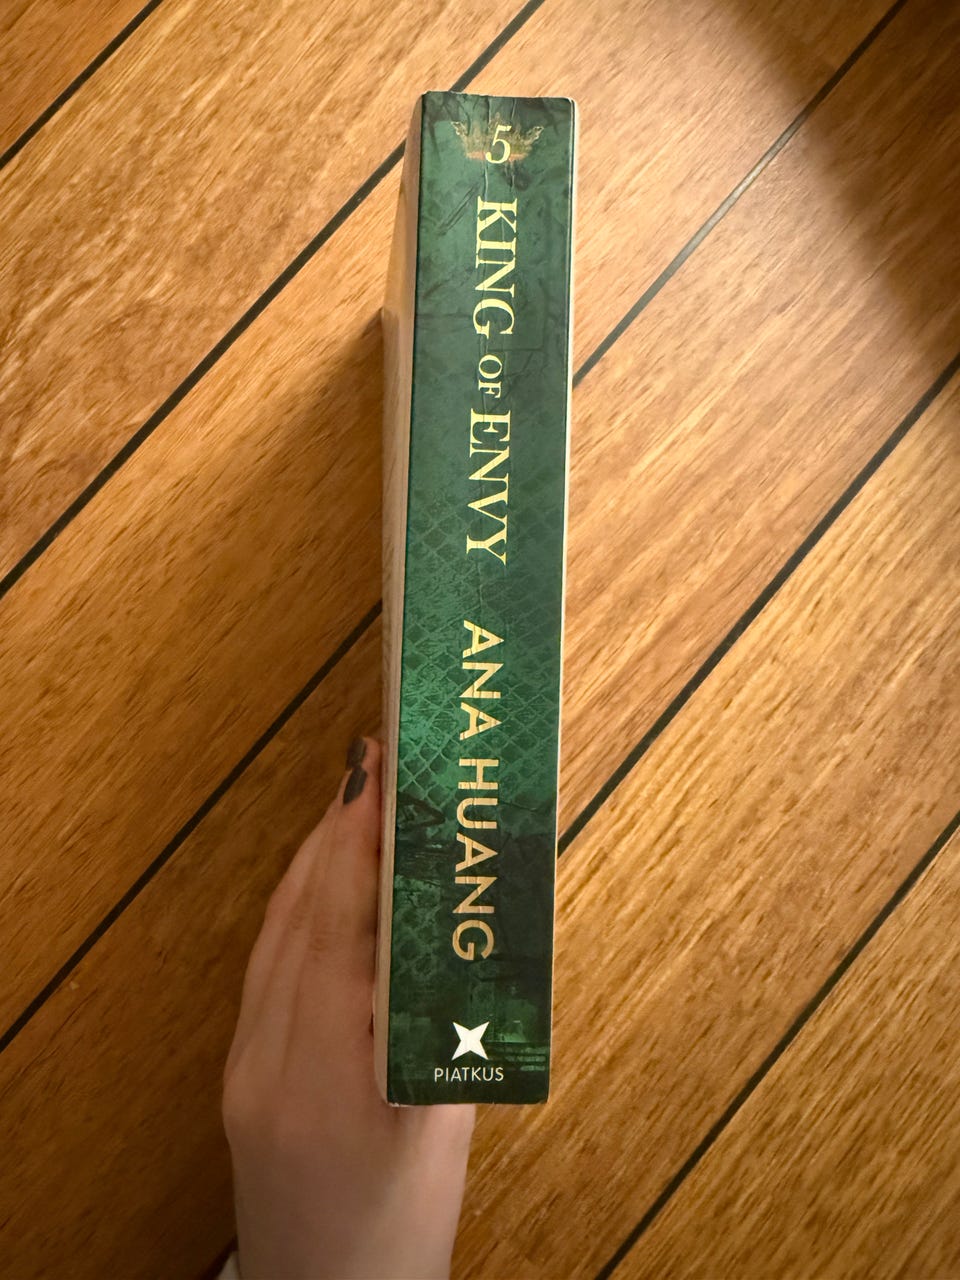 5
KING OF ENVY
ANA HUANG
PIATKUS